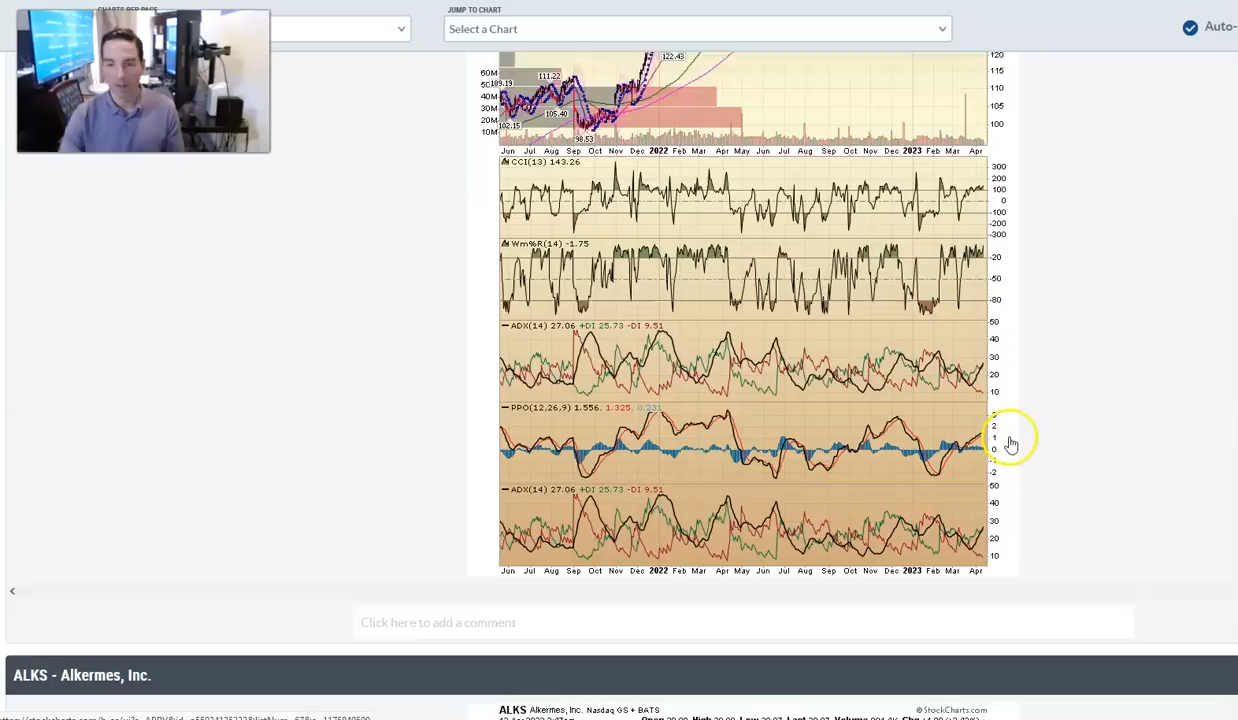 CHARTS PER PAGE
JUMP TO CHART
Select a Chart
Auto-
122.43
120
115
110
105
100
60M
50M
40M
30M
20M
10M
109.19
111.22
105.40
102.15
98.53
Jun Jul Aug Sep Oct Nov Dec 2022 Feb Mar Apr May Jun Jul Aug Sep Oct Nov Dec 2023 Feb Mar Apr
CCI(13) 143.26
300
200
100
0
-100
-200
-300
Wm%R(14) -1.75
-20
-50
-80
ADX(14) 27.06 +DI 25.73 -DI 9.51
50
40
30
20
10
PPO(12,26,9) 1.556, 1.325, 0.231
2
1
0
-2
ADX(14) 27.06 +DI 25.73 -DI 9.51
50
40
30
20
10
Jun Jul Aug Sep Oct Nov Dec 2022 Feb Mar Apr May Jun Jul Aug Sep Oct Nov Dec 2023 Feb Mar Apr
Click here to add a comment
ALKS - Alkermes, Inc.
ALKS Alkermes, Inc. Nasdaq GS + BATS
© StockCharts.com